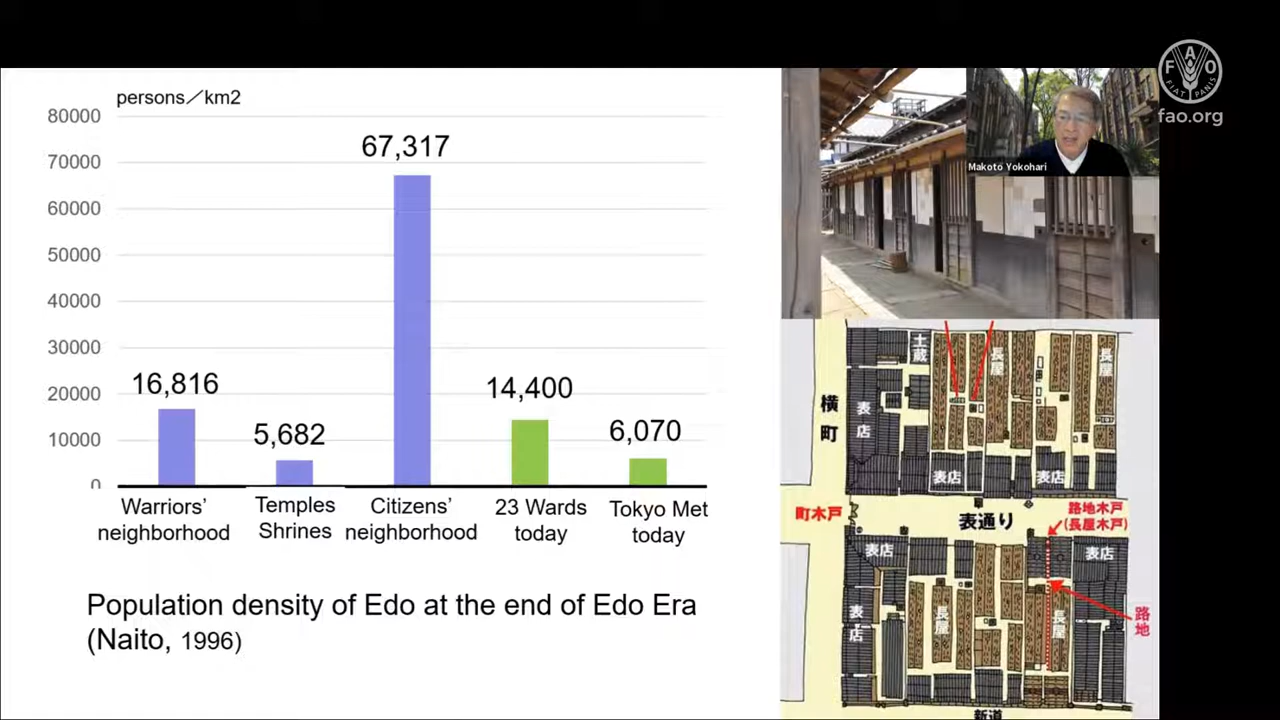 persons／km2
80000
70000
60000
50000
40000
30000
20000
10000
0
16,816
5,682
67,317
14,400
6,070
Warriors’
neighborhood
Temples
Shrines
Citizens’
neighborhood
23 Wards
today
Tokyo Met
today
Population density of Edo at the end of Edo Era
(Naito, 1996)
FAO
FIAT PANIS
fao.org
Makoto Yokohari
土蔵
長屋
長屋
横町
表店
表店
表店
町木戸
表通り
路地木戸
(長屋木戸)
表店
表店
表店
長屋
長屋
路地
新道